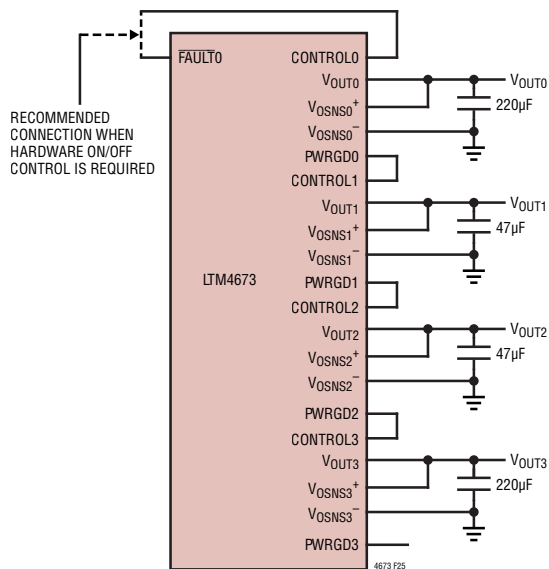 FAULT0
CONTROL0
VOUT0
VOUT0
VOSNS0+
220µF
VOSNS0–
RECOMMENDED
CONNECTION WHEN
HARDWARE ON/OFF
CONTROL IS REQUIRED
PWRGD0
CONTROL1
VOUT1
VOUT1
VOSNS1+
47µF
VOSNS1–
LTM4673
PWRGD1
CONTROL2
VOUT2
VOUT2
VOSNS2+
47µF
VOSNS2–
PWRGD2
CONTROL3
VOUT3
VOUT3
VOSNS3+
220µF
VOSNS3–
PWRGD3
4673 F25